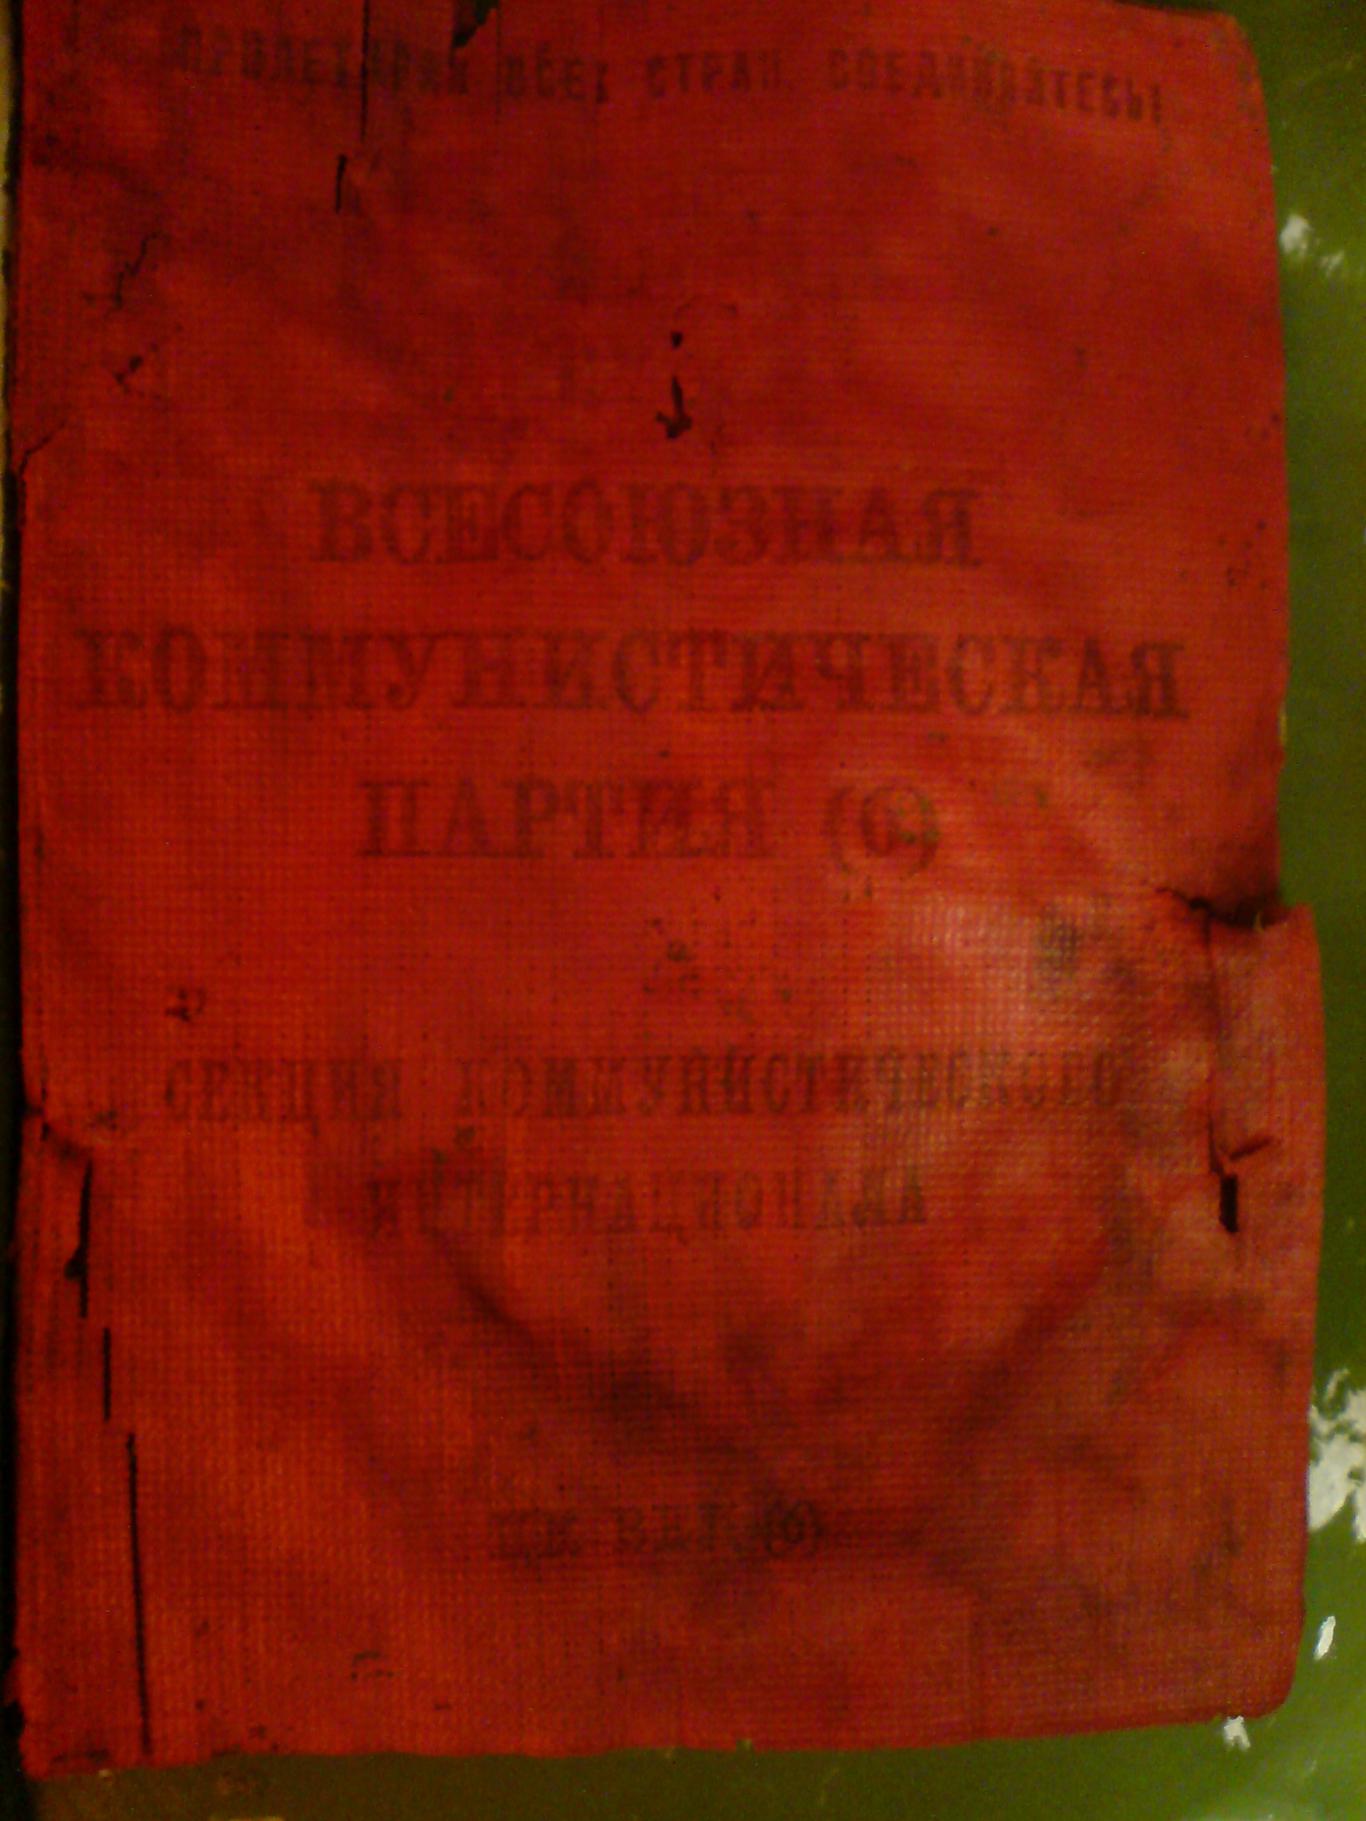 ПРОЛЕТАРИИ ВСЕХ СТРАН, СОЕДИНЯЙТЕСЬ!
ВСЕСОЮЗНАЯ
КОММУНИСТИЧЕСКАЯ
ПАРТИЯ (б)
СЕКЦИЯ КОММУНИСТИЧЕСКОГО
ИНТЕРНАЦИОНАЛА
ЦК ВКП(б)